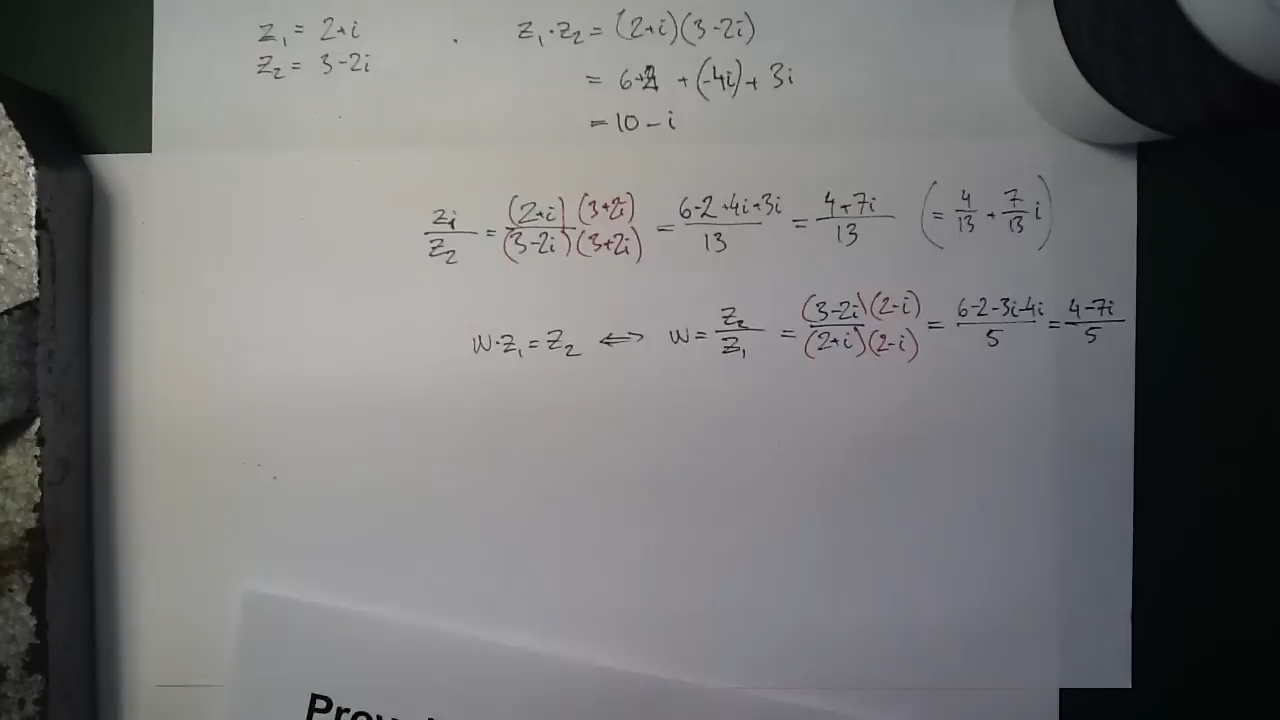 z₁ = 2+i
z₂ = 3-2i
z₁·z₂ = (2+i)(3-2i)
= 6+2 + (-4i) + 3i
= 10 - i
z₁/z₂ = (2+i)(3+2i)/(3-2i)(3+2i) = 6-2+4i+3i/13 = 4+7i/13 (= 4/13 + 7/13 i)
w·z₁ = z₂ ⟺ w = z₂/z₁ = (3-2i)(2-i)/(2+i)(2-i) = 6-2-3i-4i/5 = 4-7i/5